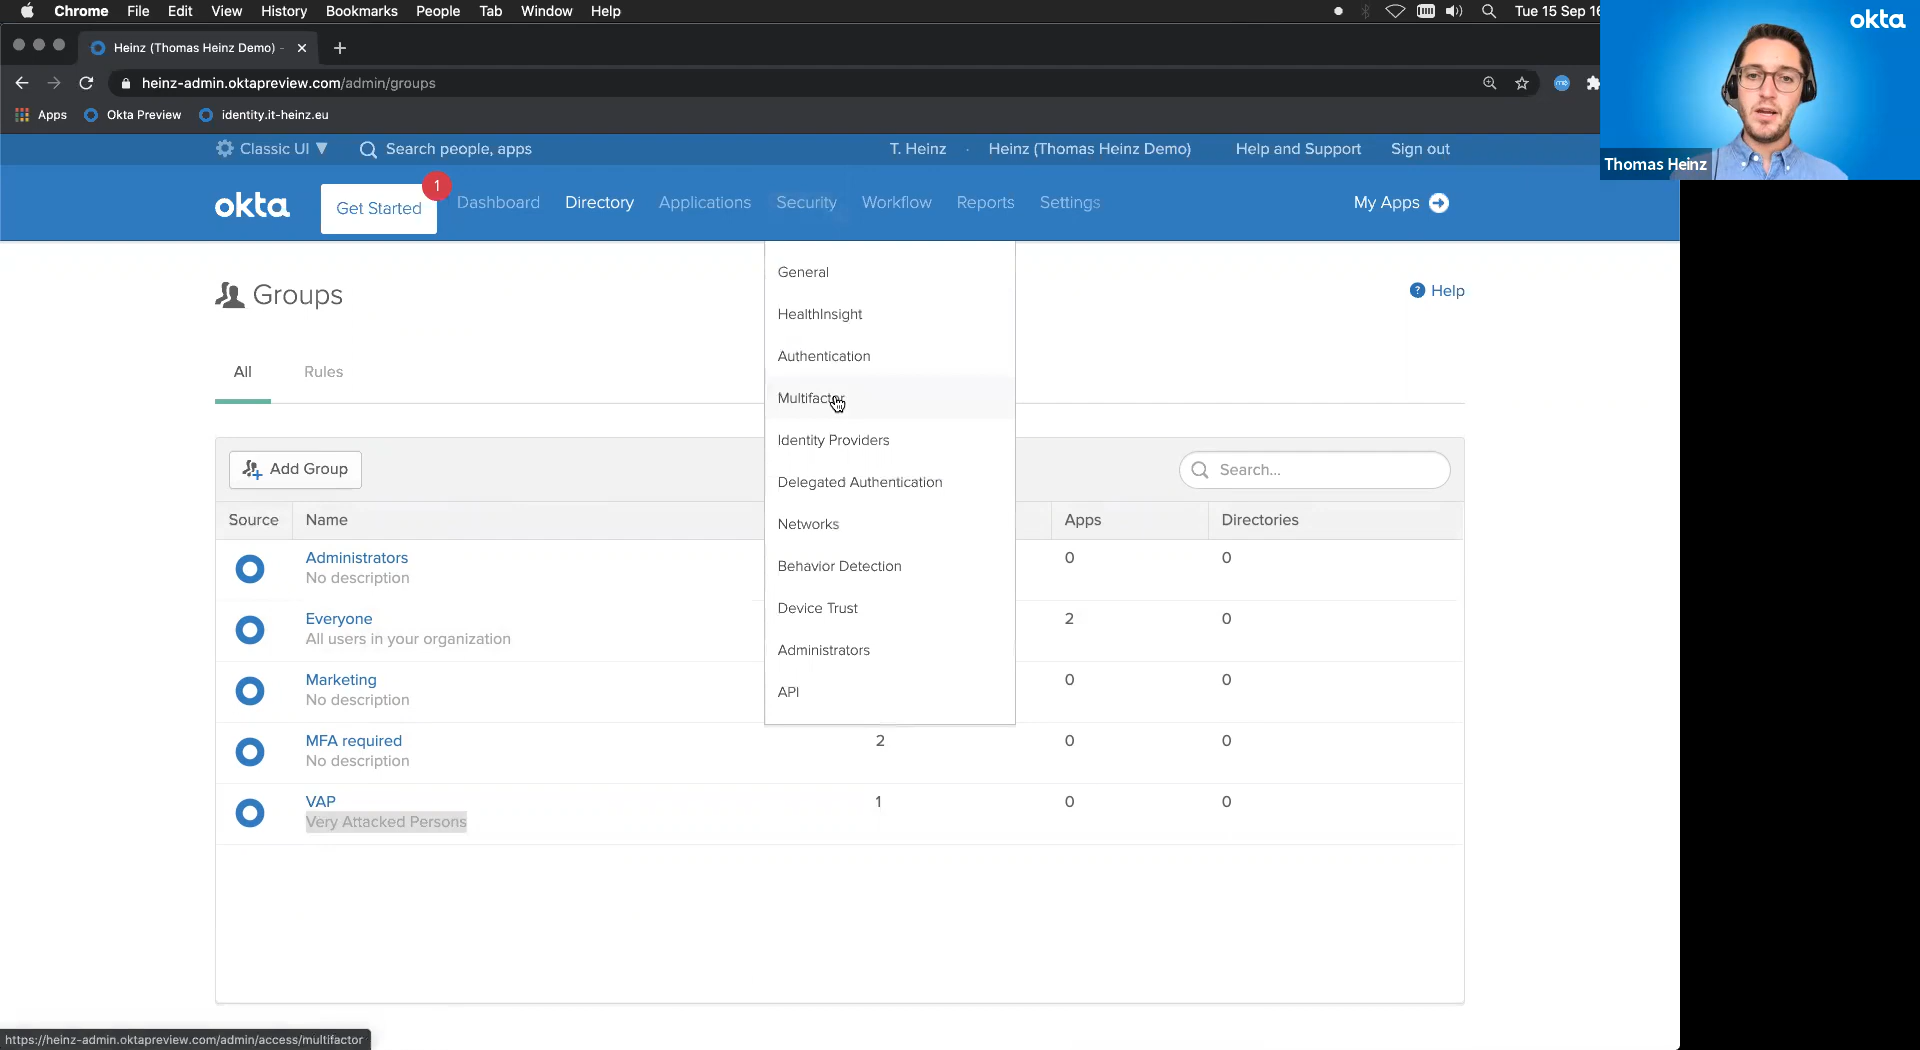 Chrome File Edit View History Bookmarks People Tab Window Help
Tue 15 Sep
okta
Heinz (Thomas Heinz Demo) -
heinz-admin.oktapreview.com/admin/groups
Apps Okta Preview identity.it-heinz.eu
Thomas Heinz
Classic UI ▼ Search people, apps T. Heinz · Heinz (Thomas Heinz Demo) Help and Support Sign out
okta Get Started 1 Dashboard Directory Applications Security Workflow Reports Settings My Apps
General
HealthInsight
Authentication
Multifactor
Identity Providers
Delegated Authentication
Networks
Behavior Detection
Device Trust
Administrators
API
Groups
Help
All Rules
Add Group Search...
Source Name Apps Directories
Administrators 0 0
No description
Everyone 2 0
All users in your organization
Marketing 0 0
No description
MFA required 2 0 0
No description
VAP 1 0 0
Very Attacked Persons
https://heinz-admin.oktapreview.com/admin/access/multifactor